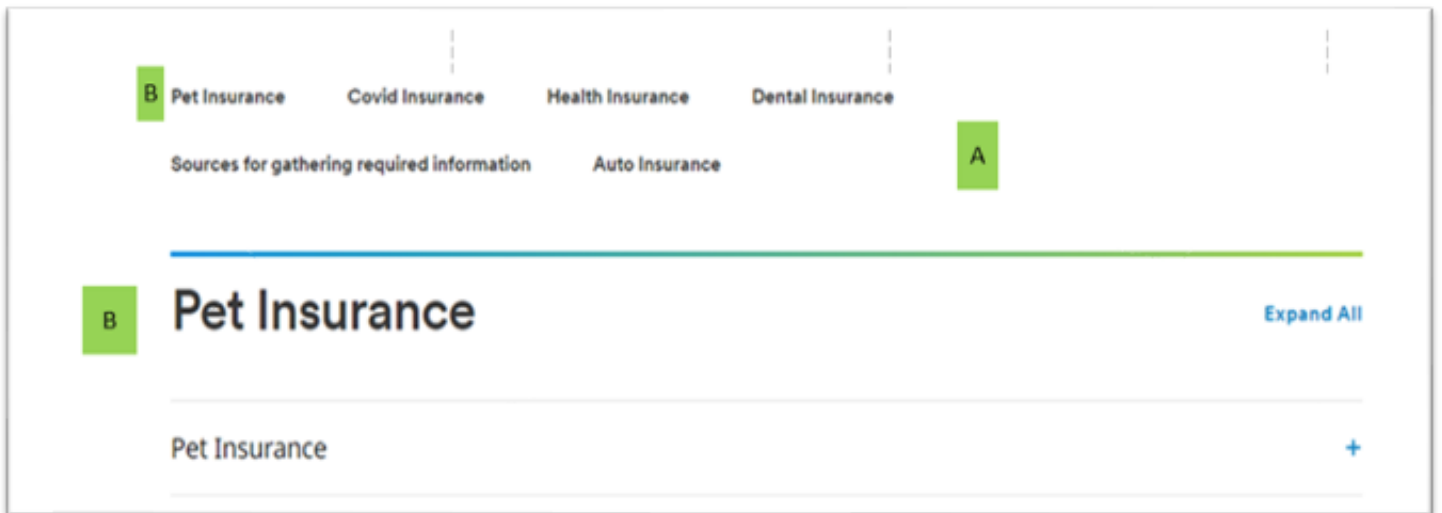 B Pet Insurance Covid Insurance Health Insurance Dental Insurance
A
Sources for gathering required information Auto Insurance
B Pet Insurance Expand All
Pet Insurance +